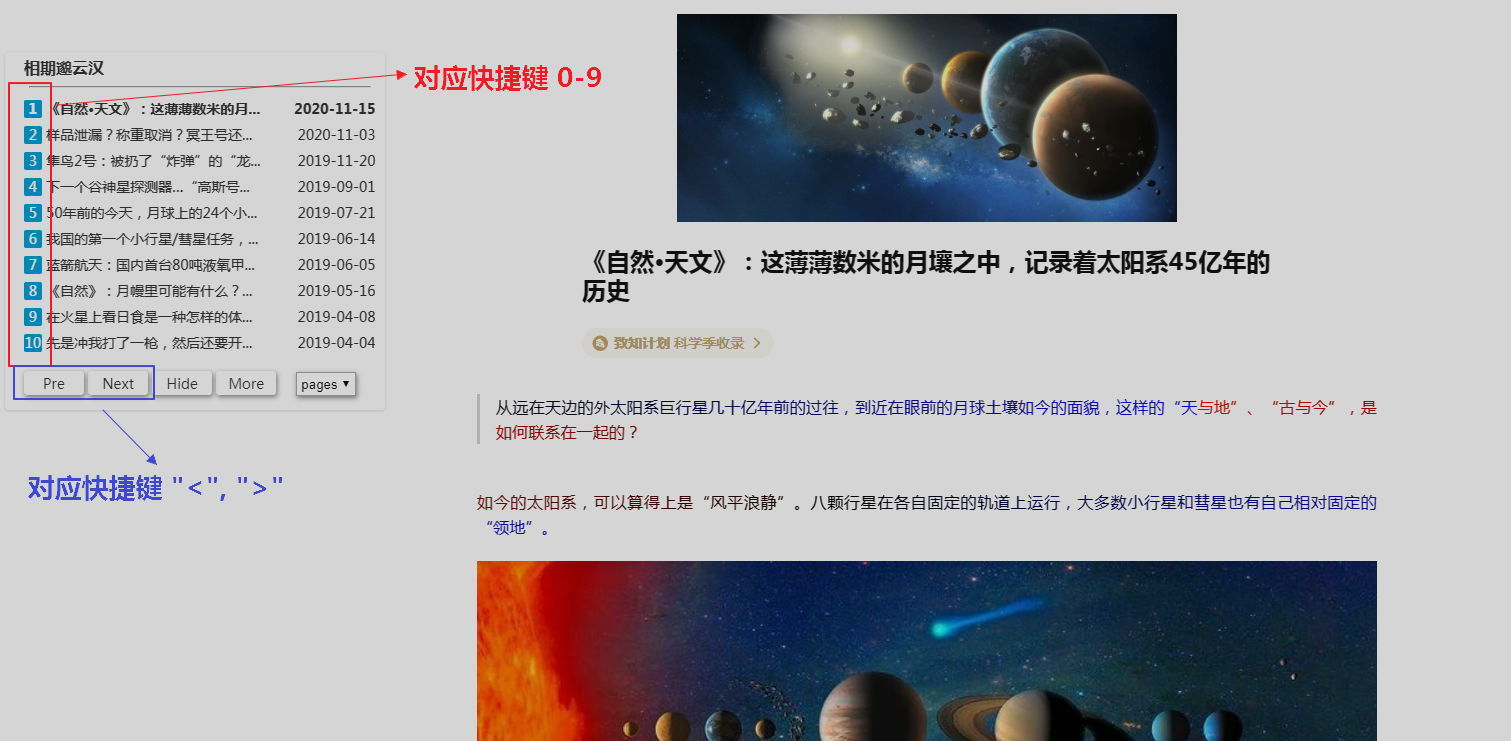 相期邈云汉
对应快捷键 0-9
1 《自然•天文》：这薄薄数米的月... 2020-11-15
2 样品泄漏？称重取消？冥王号还... 2020-11-03
3 隼鸟2号：被扔了“炸弹”的“龙... 2019-11-20
4 下一个谷神星探测器...“高斯号... 2019-09-01
5 50年前的今天，月球上的24个小... 2019-07-21
6 我国的第一个小行星/彗星任务，... 2019-06-14
7 蓝箭航天：国内首台80吨液氧甲... 2019-06-05
8 《自然》：月幔里可能有什么？... 2019-05-16
9 在火星上看日食是一种怎样的体... 2019-04-08
10 先是冲我打了一枪，然后还要开... 2019-04-04
Pre Next Hide More pages ▼
对应快捷键 "<", ">"
《自然•天文》：这薄薄数米的月壤之中，记录着太阳系45亿年的
历史
致知计划 科学季收录 >
从远在天边的外太阳系巨行星几十亿年前的过往，到近在眼前的月球土壤如今的面貌，这样的“天与地”、“古与今”，是
如何联系在一起的？
如今的太阳系，可以算得上是“风平浪静”。八颗行星在各自固定的轨道上运行，大多数小行星和彗星也有自己相对固定的
“领地”。